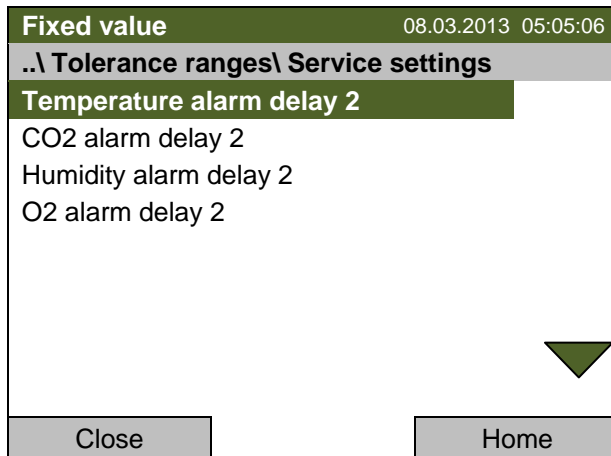 Fixed value 08.03.2013 05:05:06
..\ Tolerance ranges\ Service settings
Temperature alarm delay 2
CO2 alarm delay 2
Humidity alarm delay 2
O2 alarm delay 2
Close Home